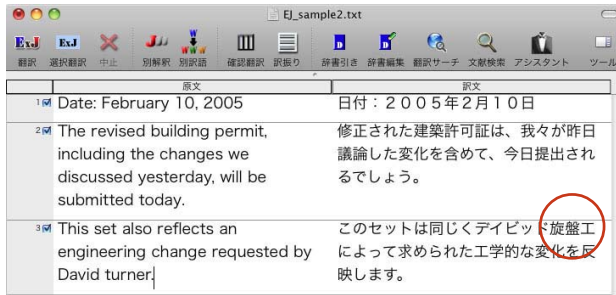 EJ_sample2.txt
ExJ ExJ
翻訳 選択翻訳 中止 別解釈 別訳語 確認翻訳 訳振り 辞書引き 辞書編集 翻訳サーチ 文献検索 アシスタント ツール
原文 訳文
1 Date: February 10, 2005
日付：２００５年２月１０日
2 The revised building permit,
including the changes we
discussed yesterday, will be
submitted today.
修正された建築許可証は、我々が昨日
議論した変化を含めて、今日提出され
るでしょう。
3 This set also reflects an
engineering change requested by
David turner.
このセットは同じくデイビッド旋盤工
によって求められた工学的な変化を反
映します。